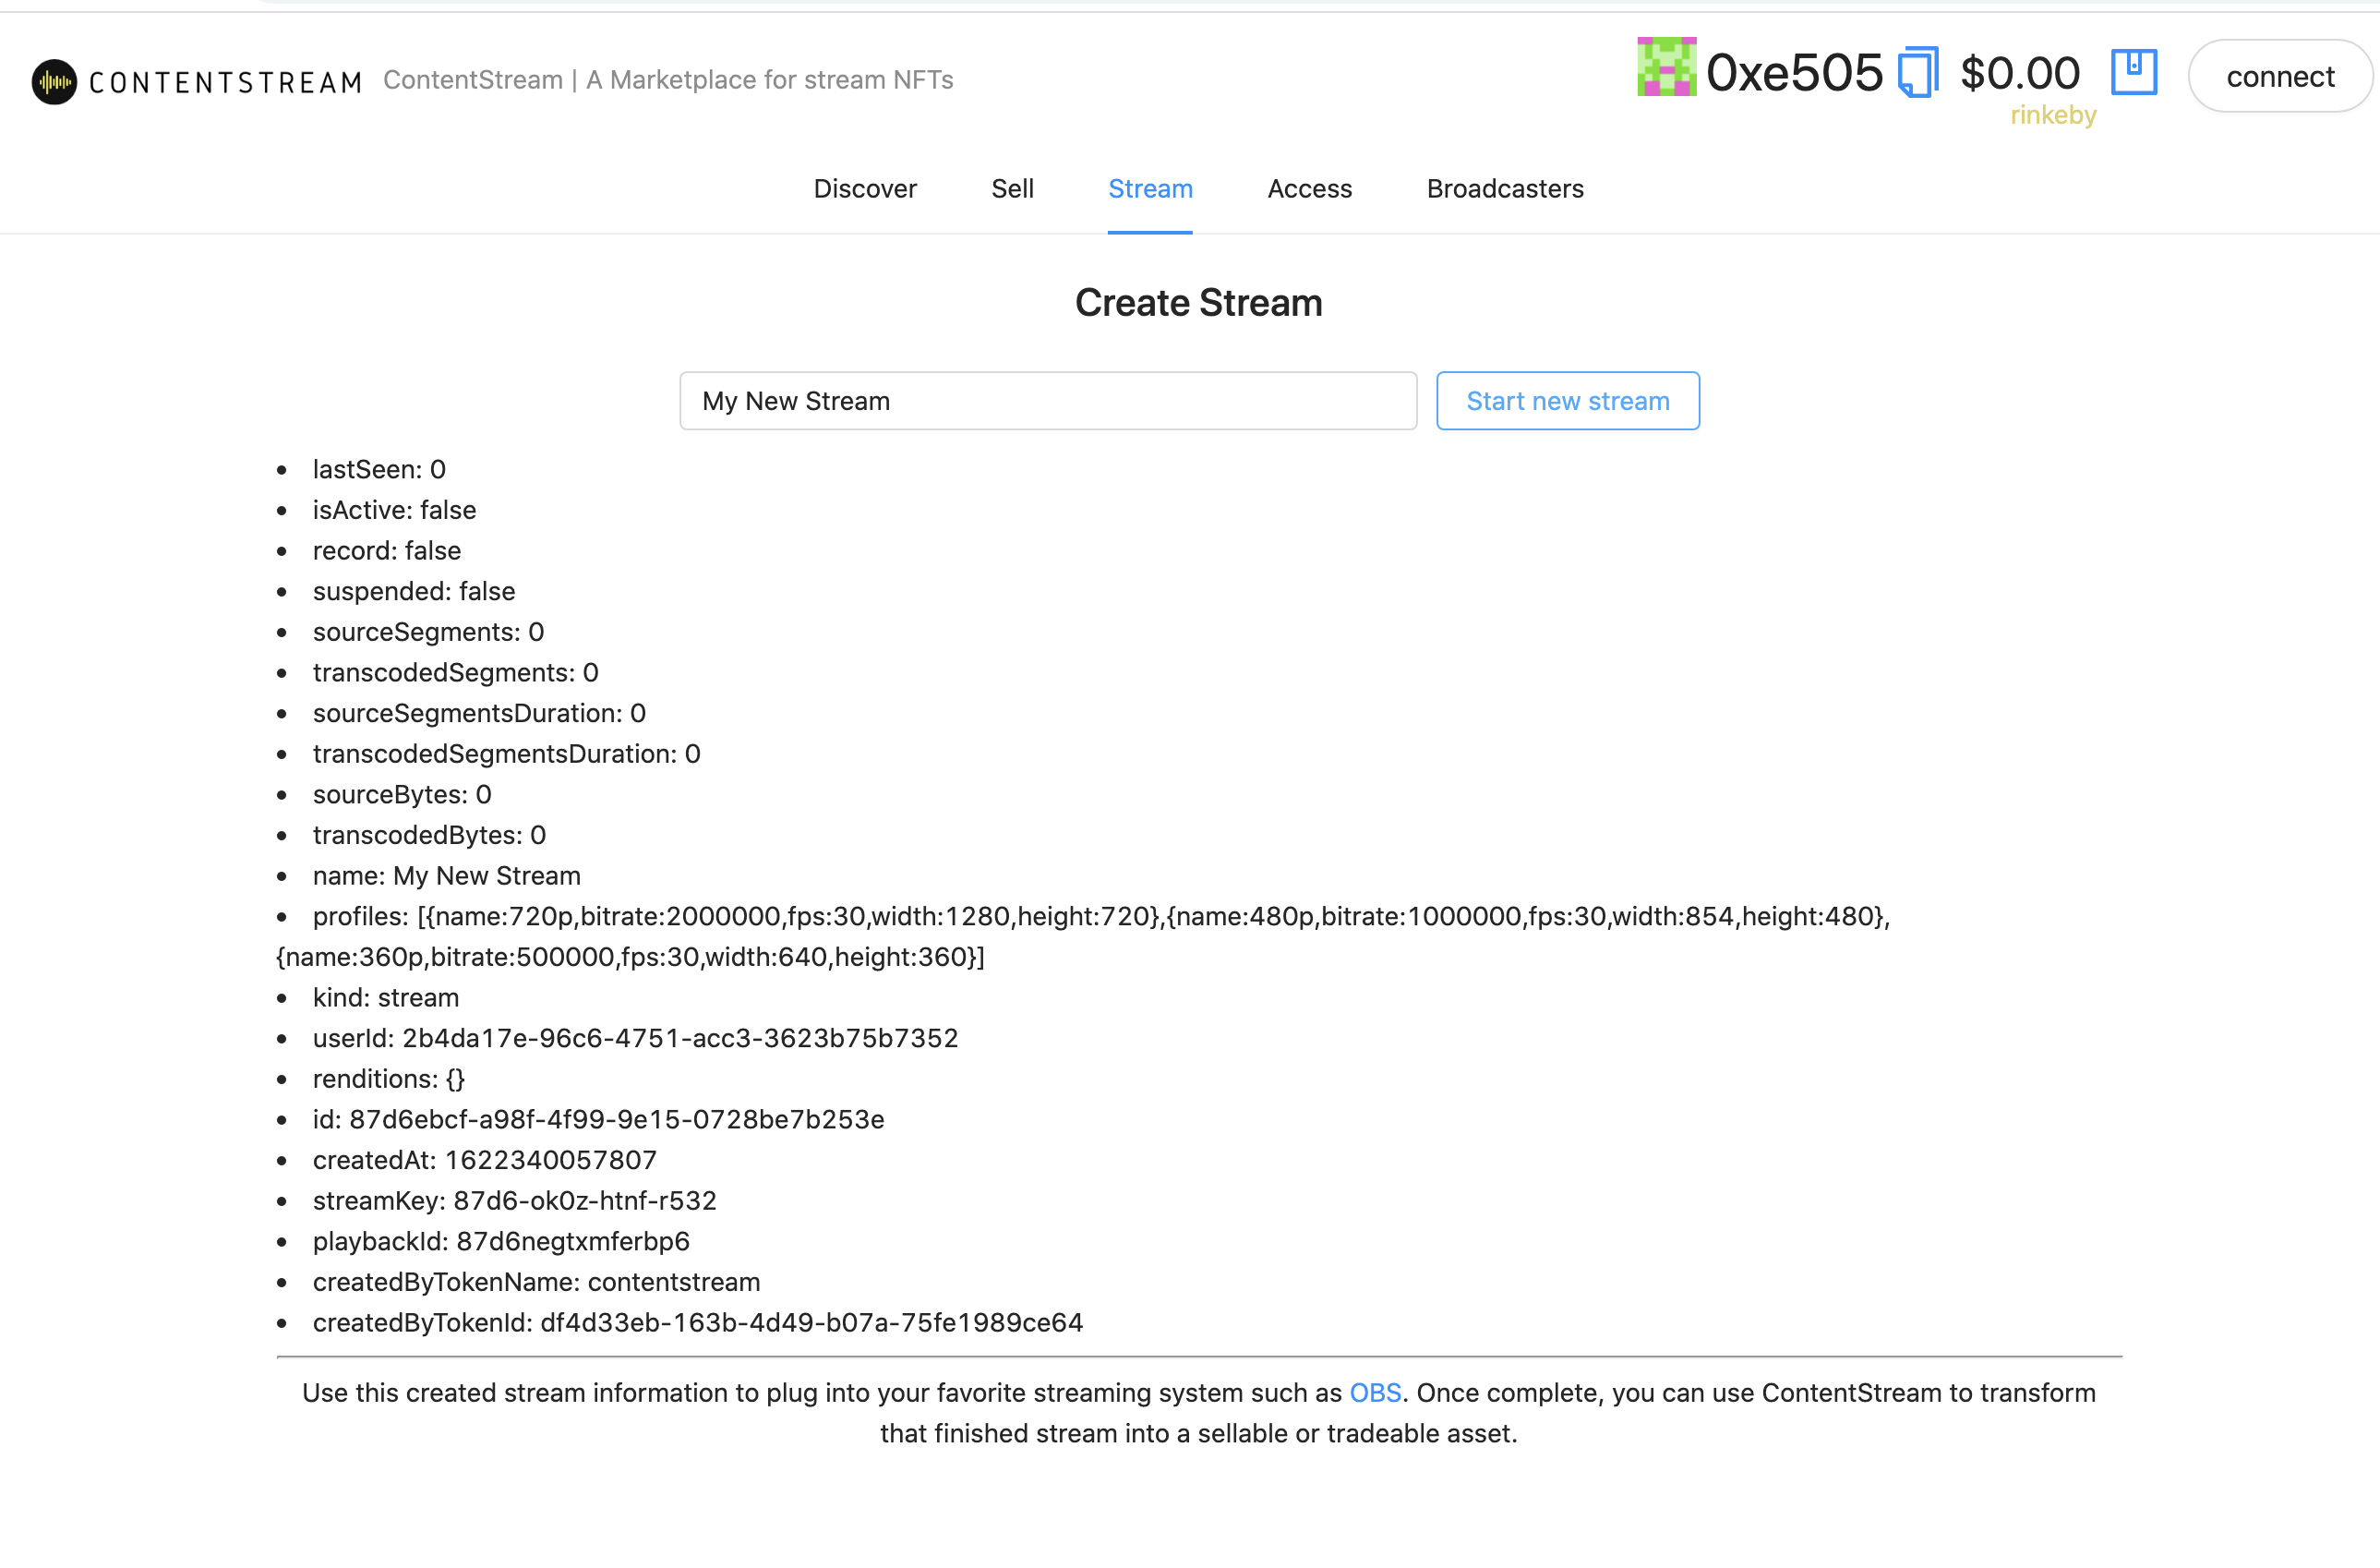 CONTENTSTREAM
ContentStream | A Marketplace for stream NFTs
0xe505
$0.00
rinkeby
connect
Discover
Sell
Stream
Access
Broadcasters
Create Stream
My New Stream
Start new stream
lastSeen: 0
isActive: false
record: false
suspended: false
sourceSegments: 0
transcodedSegments: 0
sourceSegmentsDuration: 0
transcodedSegmentsDuration: 0
sourceBytes: 0
transcodedBytes: 0
name: My New Stream
profiles: [{name:720p,bitrate:2000000,fps:30,width:1280,height:720},{name:480p,bitrate:1000000,fps:30,width:854,height:480},
{name:360p,bitrate:500000,fps:30,width:640,height:360}]
kind: stream
userId: 2b4da17e-96c6-4751-acc3-3623b75b7352
renditions: {}
id: 87d6ebcf-a98f-4f99-9e15-0728be7b253e
createdAt: 1622340057807
streamKey: 87d6-ok0z-htnf-r532
playbackId: 87d6negtxmferbp6
createdByTokenName: contentstream
createdByTokenId: df4d33eb-163b-4d49-b07a-75fe1989ce64
Use this created stream information to plug into your favorite streaming system such as OBS. Once complete, you can use ContentStream to transform
that finished stream into a sellable or tradeable asset.